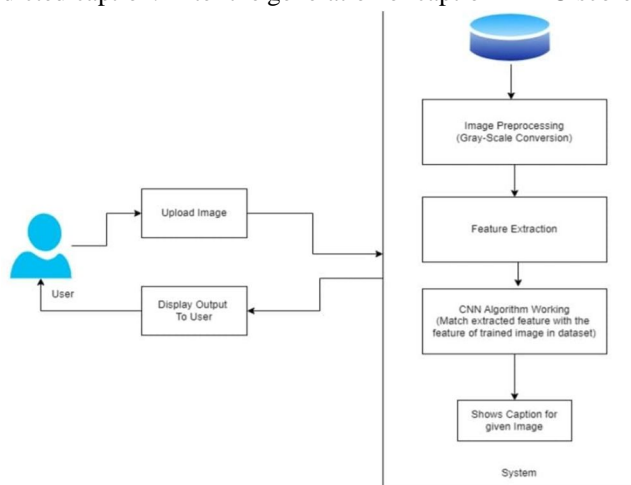 Image Preprocessing
(Gray-Scale Conversion)
Upload Image
Feature Extraction
User
Display Output
To User
CNN Algorithm Working
(Match extracted feature with the
feature of trained image in dataset)
Shows Caption for
given Image
System